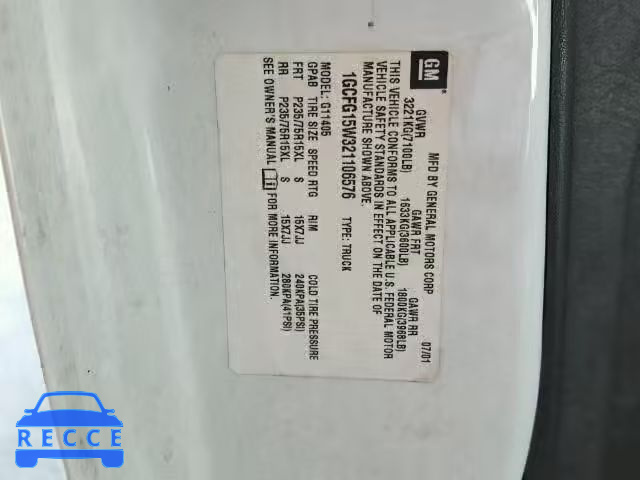 GM
MFD BY GENERAL MOTORS CORP 07/01
GVWR GAWR FRT GAWR RR
3221KG(7100LB) 1633KG(3600LB) 1800KG(3968LB)
THIS VEHICLE CONFORMS TO ALL APPLICABLE U.S. FEDERAL MOTOR
VEHICLE SAFETY STANDARDS IN EFFECT ON THE DATE OF
MANUFACTURE SHOWN ABOVE.
1GCFG15W321106576 TYPE: TRUCK
MODEL: G11405
GPAB TIRE SIZE SPEED RTG RIM COLD TIRE PRESSURE
FRT P235/75R15XL S 15X7JJ 240KPA(35PSI)
RR P235/75R15XL S 15X7JJ 280KPA(41PSI)
SEE OWNER'S MANUAL FOR MORE INFORMATION.
RECCE